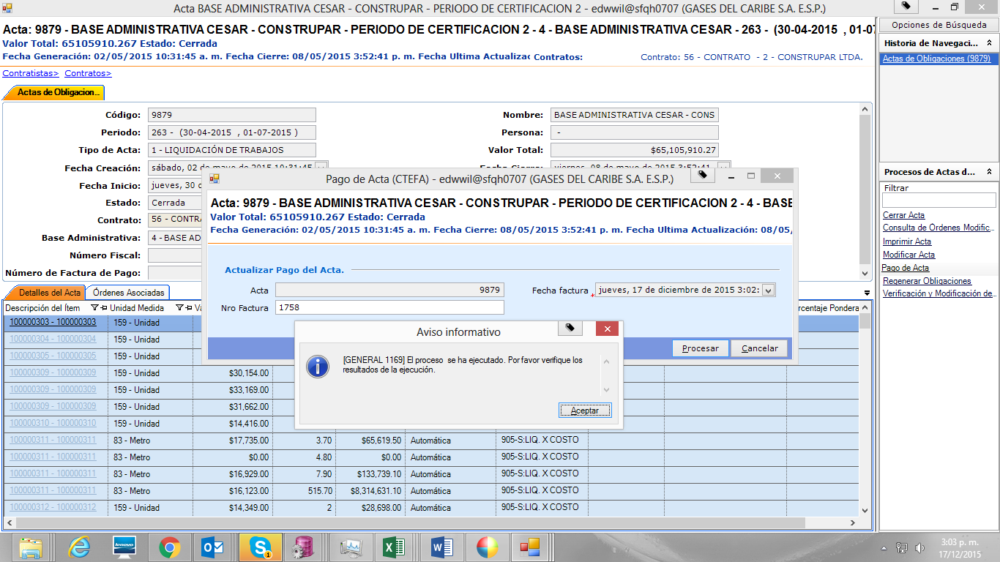 Acta BASE ADMINISTRATIVA CESAR - CONSTRUPAR - PERIODO DE CERTIFICACION 2 - edwwil@sfqh0707 (GASES DEL CARIBE S.A. E.S.P.)
Acta: 9879 - BASE ADMINISTRATIVA CESAR - CONSTRUPAR - PERIODO DE CERTIFICACION 2 - 4 - BASE ADMINISTRATIVA CESAR - 263 - (30-04-2015 , 01-07
Valor Total: 65105910.267 Estado: Cerrada
Fecha Generación: 02/05/2015 10:31:45 a. m. Fecha Cierre: 08/05/2015 3:52:41 p. m. Fecha Ultima Actualizac Contratos: Contrato: 56 - CONTRATO - 2 - CONSTRUPAR LTDA.
Contratistas> Contratos>
Actas de Obligacion...
Código: 9879 Nombre: BASE ADMINISTRATIVA CESAR - CONS
Periodo: 263 - (30-04-2015 , 01-07-2015 ) Persona: -
Tipo de Acta: 1 - LIQUIDACIÓN DE TRABAJOS Valor Total: $65,105,910.27
Fecha Creación: sábado, 02 de mayo de 2015 10:31:45 Fecha Cierre: viernes, 08 de mayo de 2015 3:52:41
Fecha Inicio: jueves, 30 d
Estado: Cerrada
Contrato: 56 - CONTRA
Base Administrativa: 4 - BASE AD
Número Fiscal:
Número de Factura de Pago:
Pago de Acta (CTEFA) - edwwil@sfqh0707 (GASES DEL CARIBE S.A. E.S.P.)
Acta: 9879 - BASE ADMINISTRATIVA CESAR - CONSTRUPAR - PERIODO DE CERTIFICACION 2 - 4 - BASE
Valor Total: 65105910.267 Estado: Cerrada
Fecha Generación: 02/05/2015 10:31:45 a. m. Fecha Cierre: 08/05/2015 3:52:41 p. m. Fecha Ultima Actualización: 08/05/
Actualizar Pago del Acta.
Acta 9879 Fecha factura * jueves, 17 de diciembre de 2015 3:02:
Nro Factura 1758
Procesar Cancelar
Aviso informativo
[GENERAL 1169] El proceso se ha ejecutado. Por favor verifique los
resultados de la ejecución.
Aceptar
Detalles del Acta Órdenes Asociadas
Descripción del Ítem Unidad Medida Va rcentaje Pondera
100000303 - 100000303 159 - Unidad
100000304 - 100000304 159 - Unidad
100000305 - 100000305 159 - Unidad
100000309 - 100000309 159 - Unidad $30,154.00
100000309 - 100000309 159 - Unidad $33,169.00
100000309 - 100000309 159 - Unidad $31,662.00
100000310 - 100000310 159 - Unidad $14,416.00
100000311 - 100000311 83 - Metro $17,735.00 3.70 $65,619.50 Automática 905-S:LIQ. X COSTO
100000311 - 100000311 83 - Metro $0.00 4.80 $0.00 Automática 905-S:LIQ. X COSTO
100000311 - 100000311 83 - Metro $16,929.00 7.90 $133,739.10 Automática 905-S:LIQ. X COSTO
100000311 - 100000311 83 - Metro $16,123.00 515.70 $8,314,631.10 Automática 905-S:LIQ. X COSTO
100000312 - 100000312 159 - Unidad $14,349.00 2 $28,698.00 Automática 905-S:LIQ. X COSTO
Opciones de Búsqueda
Historia de Navegaci...
Actas de Obligaciones (9879)
Procesos de Actas d...
Filtrar
Cerrar Acta
Consulta de Órdenes Modific...
Imprimir Acta
Modificar Acta
Pago de Acta
Regenerar Obligaciones
Verificación y Modificación de...
lenovo
1
3:03 p. m.
17/12/2015